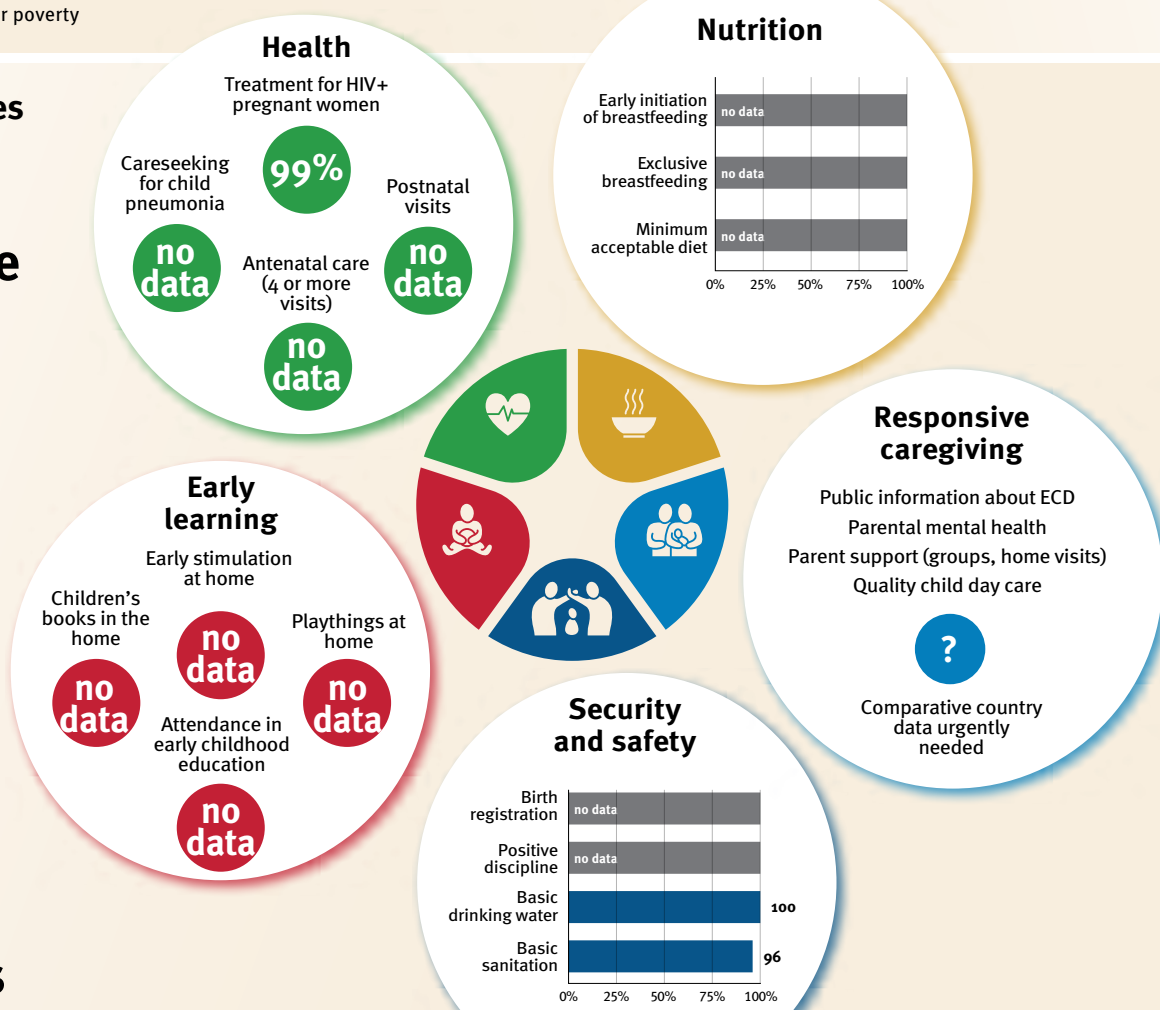 r poverty
es
e
s
Health
Treatment for HIV+
pregnant women
99%
Careseeking
for child
pneumonia
no
data
Postnatal
visits
no
data
Antenatal care
(4 or more
visits)
no
data
Nutrition
Early initiation
of breastfeeding
no data
Exclusive
breastfeeding
no data
Minimum
acceptable diet
no data
0% 25% 50% 75% 100%
Responsive
caregiving
Public information about ECD
Parental mental health
Parent support (groups, home visits)
Quality child day care
?
Comparative country
data urgently
needed
Early
learning
Early stimulation
at home
no
data
Children's
books in the
home
no
data
Playthings at
home
no
data
Attendance in
early childhood
education
no
data
Security
and safety
Birth
registration
no data
Positive
discipline
no data
Basic
drinking water
100
Basic
sanitation
96
0% 25% 50% 75% 100%